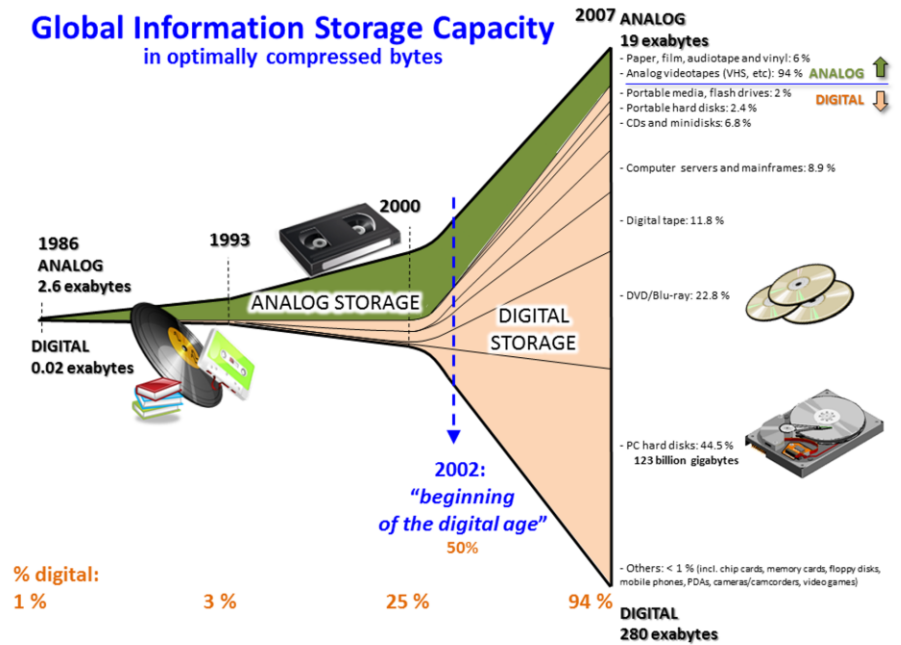 Global Information Storage Capacity
in optimally compressed bytes
2007 ANALOG
19 exabytes
- Paper, film, audiotape and vinyl: 6 %
- Analog videotapes (VHS, etc): 94 % ANALOG
- Portable media, flash drives: 2 % DIGITAL
- Portable hard disks: 2.4 %
- CDs and minidisks: 6.8 %
- Computer servers and mainframes: 8.9 %
- Digital tape: 11.8 %
- DVD/Blu-ray: 22.8 %
- PC hard disks: 44.5 %
123 billion gigabytes
- Others: < 1 % (incl. chip cards, memory cards, floppy disks,
mobile phones, PDAs, cameras/camcorders, video games)
DIGITAL
280 exabytes
2000
1993
1986
ANALOG
2.6 exabytes
DIGITAL
0.02 exabytes
ANALOG STORAGE
DIGITAL
STORAGE
2002:
“beginning
of the digital age”
50%
% digital:
1 %
3 %
25 %
94 %